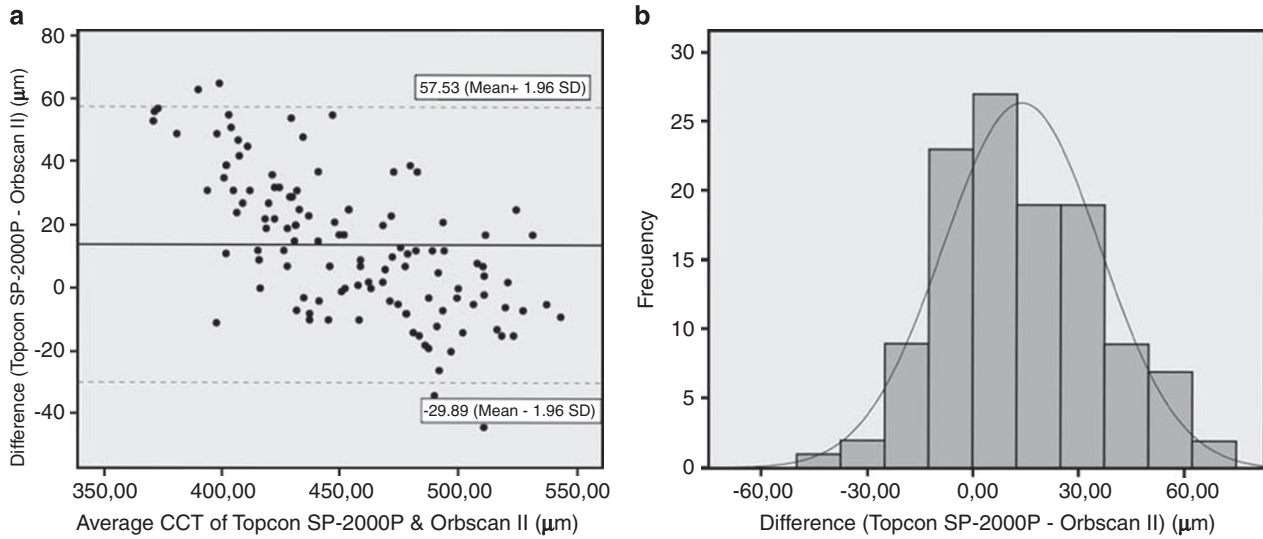 a
80
60
40
20
0
-20
-40
Difference (Topcon SP-2000P - Orbscan II) (μm)
57.53 (Mean+ 1.96 SD)
-29.89 (Mean - 1.96 SD)
350,00 400,00 450,00 500,00 550,00
Average CCT of Topcon SP-2000P & Orbscan II (μm)
b
30
25
20
15
10
5
0
Frecuency
-60,00 -30,00 0,00 30,00 60,00
Difference (Topcon SP-2000P - Orbscan II) (μm)